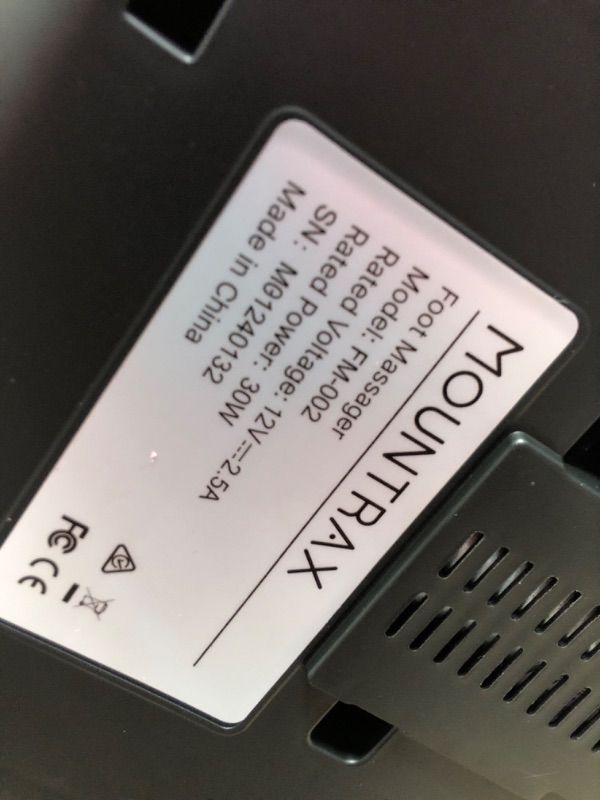 MOUNTRAX
Foot Massager
Model: FM-002
Rated Voltage: 12V⎓2.5A
Rated Power: 30W
SN: M01240132
Made in China
FC CE